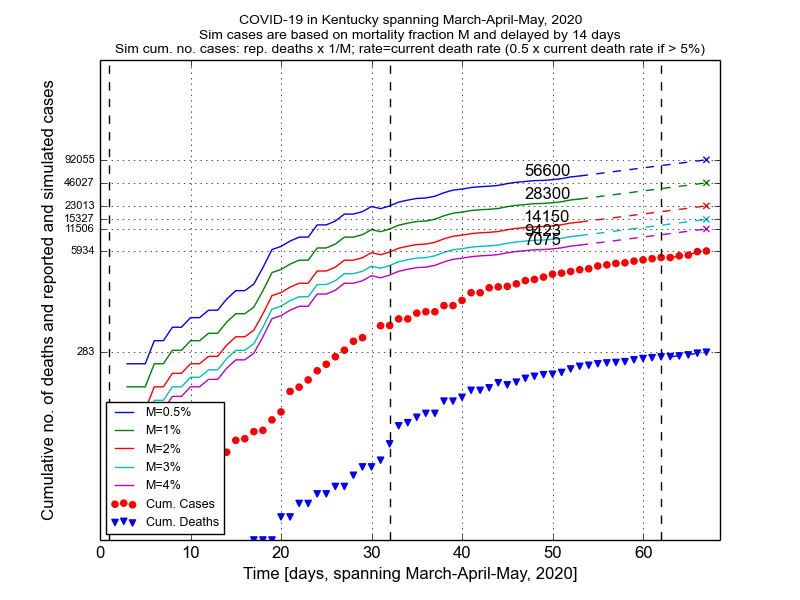 COVID-19 in Kentucky spanning March-April-May, 2020
Sim cases are based on mortality fraction M and delayed by 14 days
Sim cum. no. cases: rep. deaths x 1/M; rate=current death rate (0.5 x current death rate if > 5%)
Cumulative no. of deaths and reported and simulated cases
92055
46027
23013
15327
11506
5934
283
56600
28300
14150
9423
7075
M=0.5%
M=1%
M=2%
M=3%
M=4%
Cum. Cases
Cum. Deaths
0 10 20 30 40 50 60
Time [days, spanning March-April-May, 2020]